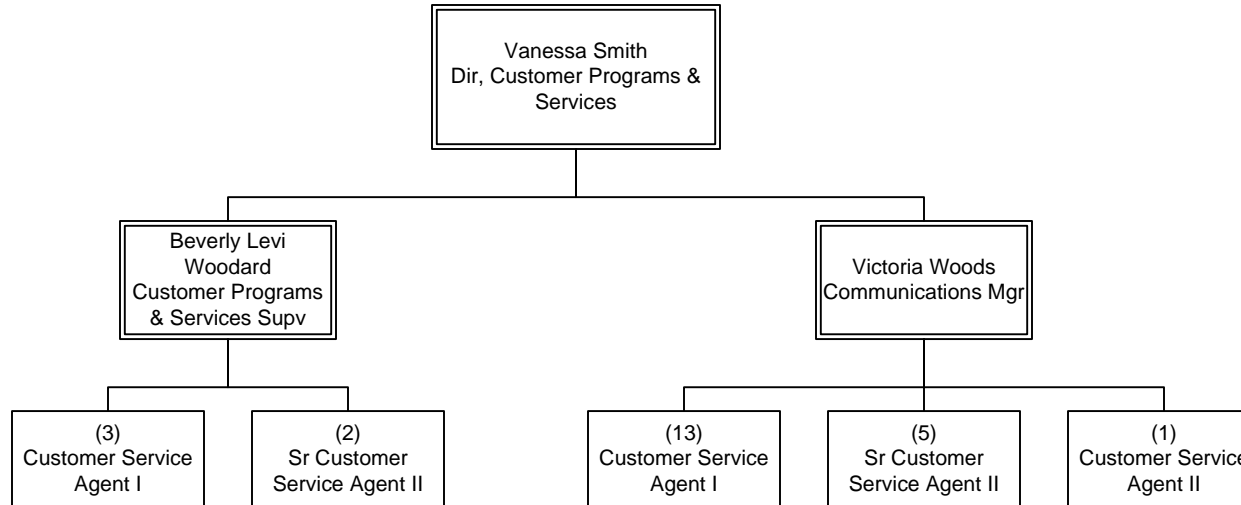 Vanessa Smith
Dir, Customer Programs &
Services
Beverly Levi
Woodard
Customer Programs
& Services Supv
Victoria Woods
Communications Mgr
(3)
Customer Service
Agent I
(2)
Sr Customer
Service Agent II
(13)
Customer Service
Agent I
(5)
Sr Customer
Service Agent II
(1)
Customer Service
Agent II